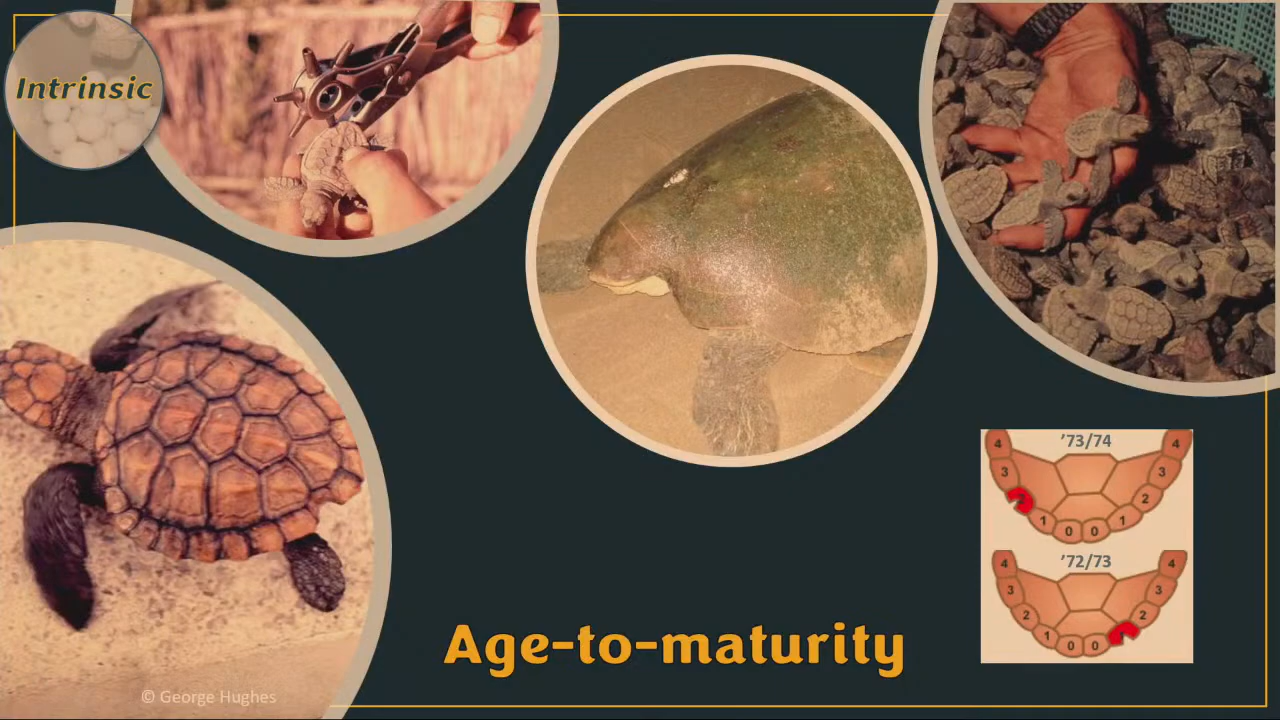 Intrinsic
'73/74
4 4
3 3
2
1 0 0 1
'72/73
4 4
3 3
2 2
1 0 0
Age-to-maturity
© George Hughes